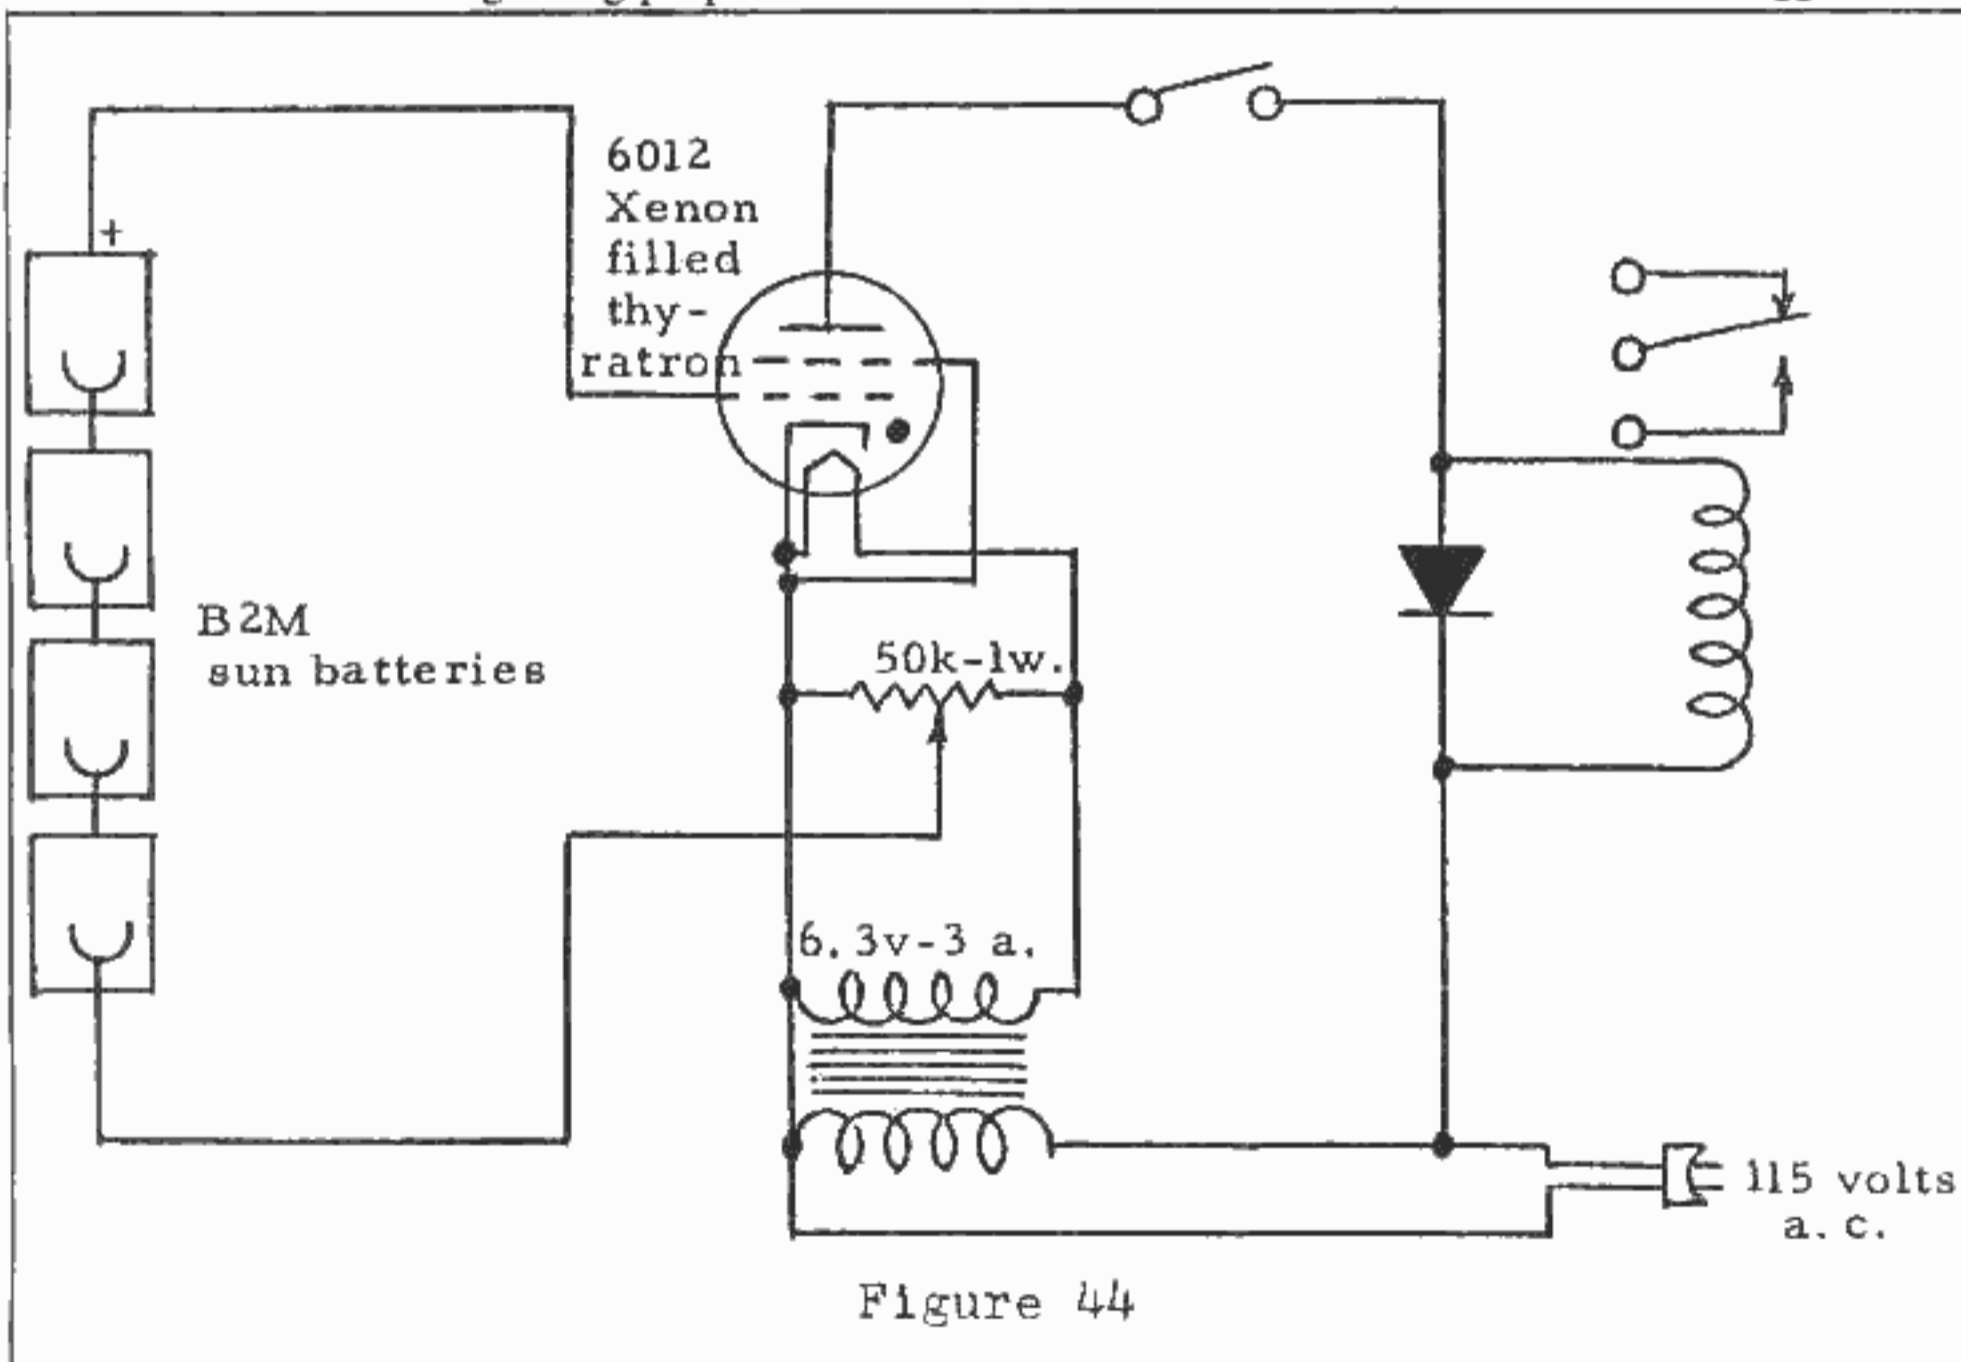 6012
Xenon
filled
thy-
ratron
+
B2M
sun batteries
50k-1w.
6.3v-3 a.
115 volts
a. c.
Figure 44